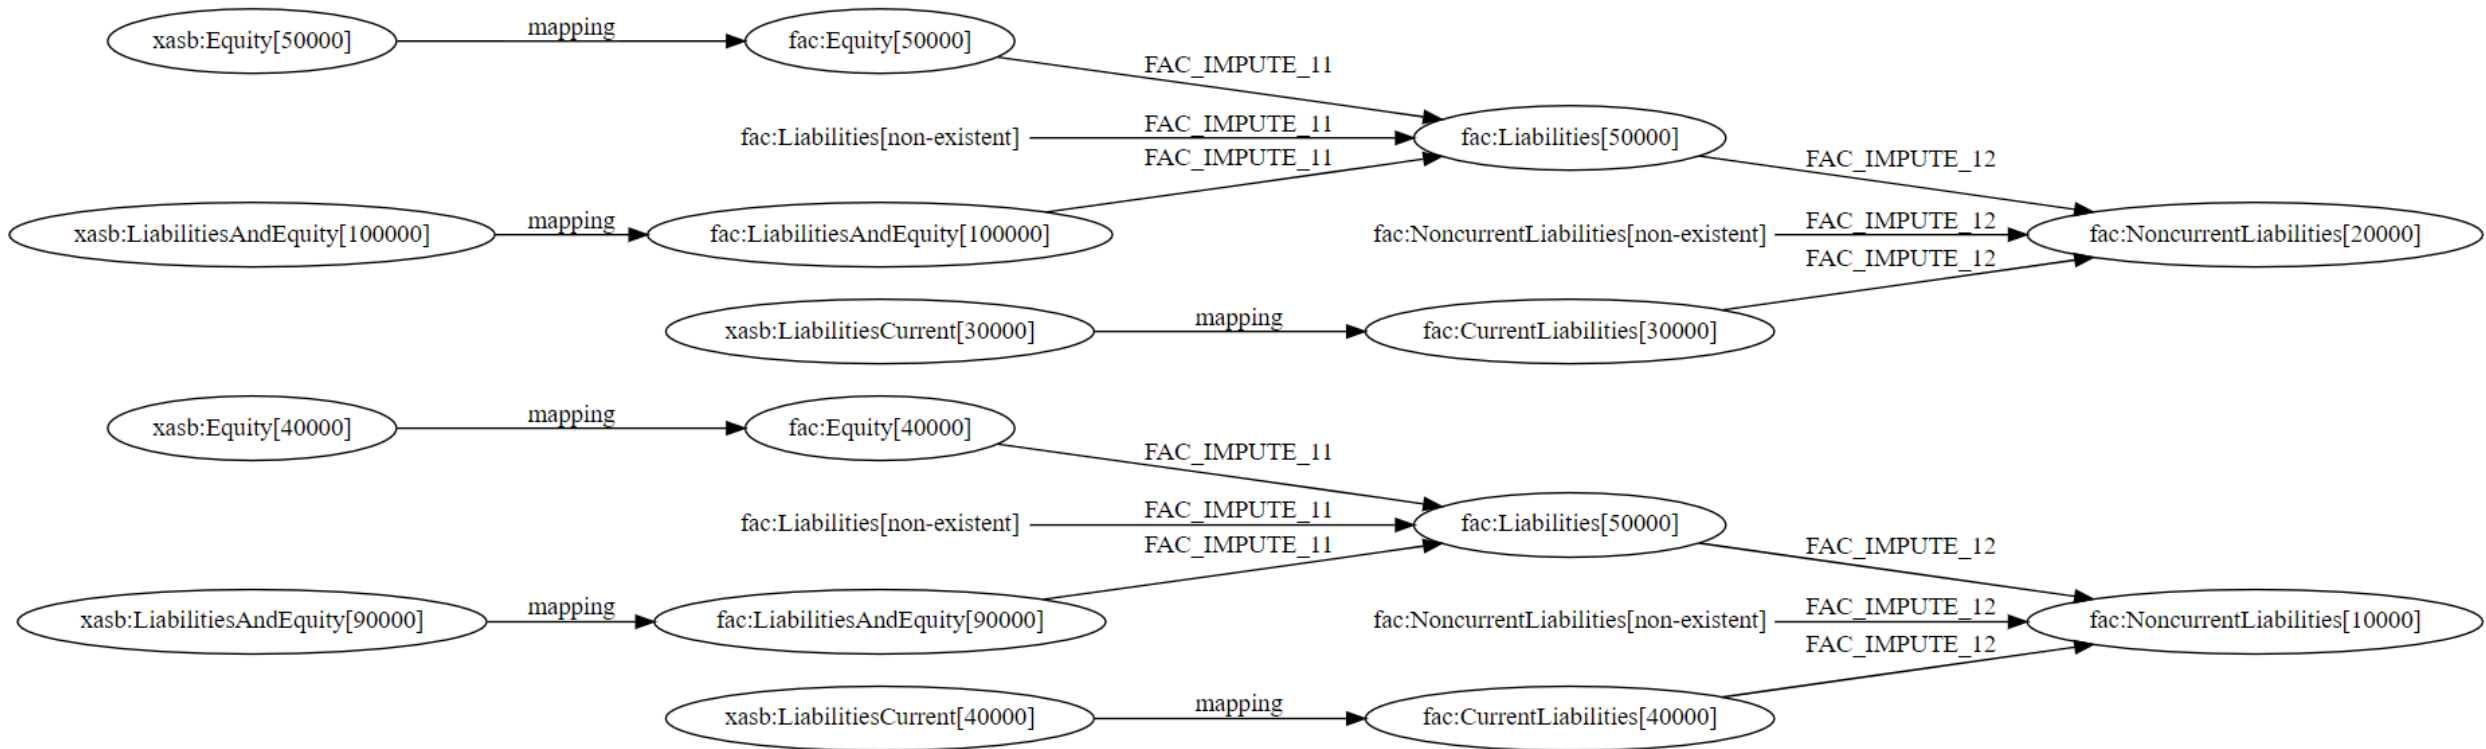 xasb:Equity[50000]
mapping
fac:Equity[50000]
FAC_IMPUTE_11
fac:Liabilities[non-existent]
FAC_IMPUTE_11
fac:Liabilities[50000]
FAC_IMPUTE_11
FAC_IMPUTE_12
xasb:LiabilitiesAndEquity[100000]
mapping
fac:LiabilitiesAndEquity[100000]
fac:NoncurrentLiabilities[non-existent]
FAC_IMPUTE_12
fac:NoncurrentLiabilities[20000]
FAC_IMPUTE_12
xasb:LiabilitiesCurrent[30000]
mapping
fac:CurrentLiabilities[30000]
xasb:Equity[40000]
mapping
fac:Equity[40000]
FAC_IMPUTE_11
fac:Liabilities[non-existent]
FAC_IMPUTE_11
fac:Liabilities[50000]
FAC_IMPUTE_11
FAC_IMPUTE_12
xasb:LiabilitiesAndEquity[90000]
mapping
fac:LiabilitiesAndEquity[90000]
fac:NoncurrentLiabilities[non-existent]
FAC_IMPUTE_12
fac:NoncurrentLiabilities[10000]
FAC_IMPUTE_12
xasb:LiabilitiesCurrent[40000]
mapping
fac:CurrentLiabilities[40000]